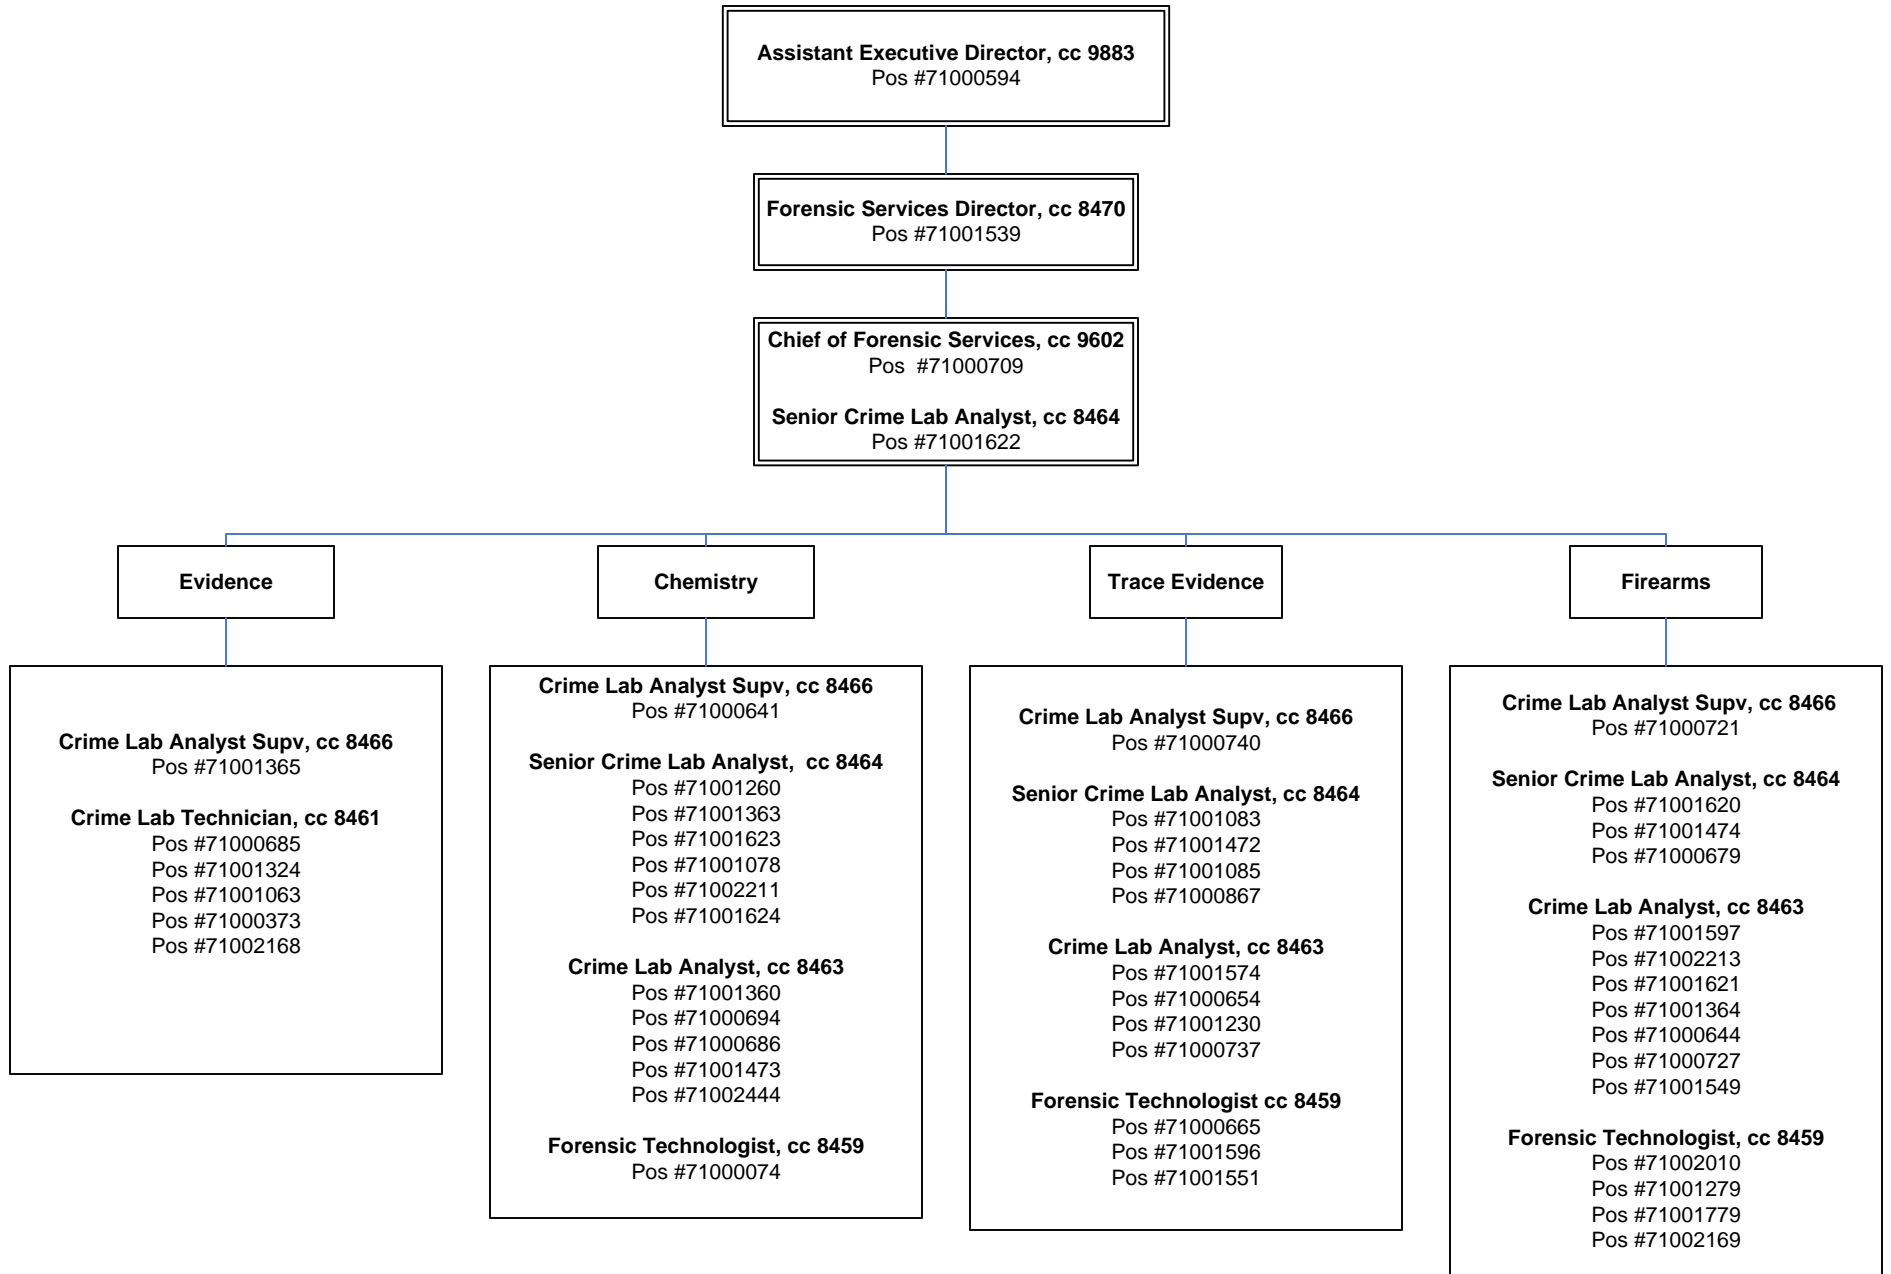 Assistant Executive Director, cc 9883
Pos #71000594
Forensic Services Director, cc 8470
Pos #71001539
Chief of Forensic Services, cc 9602
Pos  #71000709
Senior Crime Lab Analyst, cc 8464
Pos #71001622
Evidence
Crime Lab Analyst Supv, cc 8466
Pos #71001365
Crime Lab Technician, cc 8461
Pos #71000685
Pos #71001324
Pos #71001063
Pos #71000373
Pos #71002168
Chemistry
Crime Lab Analyst Supv, cc 8466
Pos #71000641
Senior Crime Lab Analyst,  cc 8464
Pos #71001260
Pos #71001363
Pos #71001623
Pos #71001078
Pos #71002211
Pos #71001624
Crime Lab Analyst, cc 8463
Pos #71001360
Pos #71000694
Pos #71000686
Pos #71001473
Pos #71002444
Forensic Technologist, cc 8459
Pos #71000074
Trace Evidence
Crime Lab Analyst Supv, cc 8466
Pos #71000740
Senior Crime Lab Analyst, cc 8464
Pos #71001083
Pos #71001472
Pos #71001085
Pos #71000867
Crime Lab Analyst, cc 8463
Pos #71001574
Pos #71000654
Pos #71001230
Pos #71000737
Forensic Technologist cc 8459
Pos #71000665
Pos #71001596
Pos #71001551
Firearms
Crime Lab Analyst Supv, cc 8466
Pos #71000721
Senior Crime Lab Analyst, cc 8464
Pos #71001620
Pos #71001474
Pos #71000679
Crime Lab Analyst, cc 8463
Pos #71001597
Pos #71002213
Pos #71001621
Pos #71001364
Pos #71000644
Pos #71000727
Pos #71001549
Forensic Technologist, cc 8459
Pos #71002010
Pos #71001279
Pos #71001779
Pos #71002169